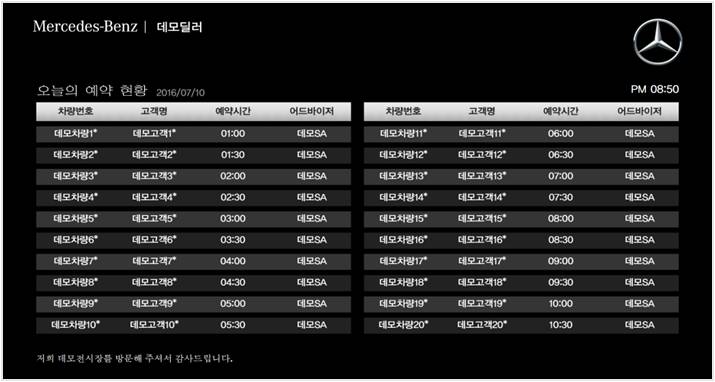 Mercedes-Benz | 데모딜러
오늘의 예약 현황 2016/07/10
PM 08:50
차량번호 고객명 예약시간 어드바이저
데모차량1* 데모고객1* 01:00 데모SA
데모차량2* 데모고객2* 01:30 데모SA
데모차량3* 데모고객3* 02:00 데모SA
데모차량4* 데모고객4* 02:30 데모SA
데모차량5* 데모고객5* 03:00 데모SA
데모차량6* 데모고객6* 03:30 데모SA
데모차량7* 데모고객7* 04:00 데모SA
데모차량8* 데모고객8* 04:30 데모SA
데모차량9* 데모고객9* 05:00 데모SA
데모차량10* 데모고객10* 05:30 데모SA
차량번호 고객명 예약시간 어드바이저
데모차량11* 데모고객11* 06:00 데모SA
데모차량12* 데모고객12* 06:30 데모SA
데모차량13* 데모고객13* 07:00 데모SA
데모차량14* 데모고객14* 07:30 데모SA
데모차량15* 데모고객15* 08:00 데모SA
데모차량16* 데모고객16* 08:30 데모SA
데모차량17* 데모고객17* 09:00 데모SA
데모차량18* 데모고객18* 09:30 데모SA
데모차량19* 데모고객19* 10:00 데모SA
데모차량20* 데모고객20* 10:30 데모SA
저희 데모전시장를 방문해 주셔서 감사드립니다.